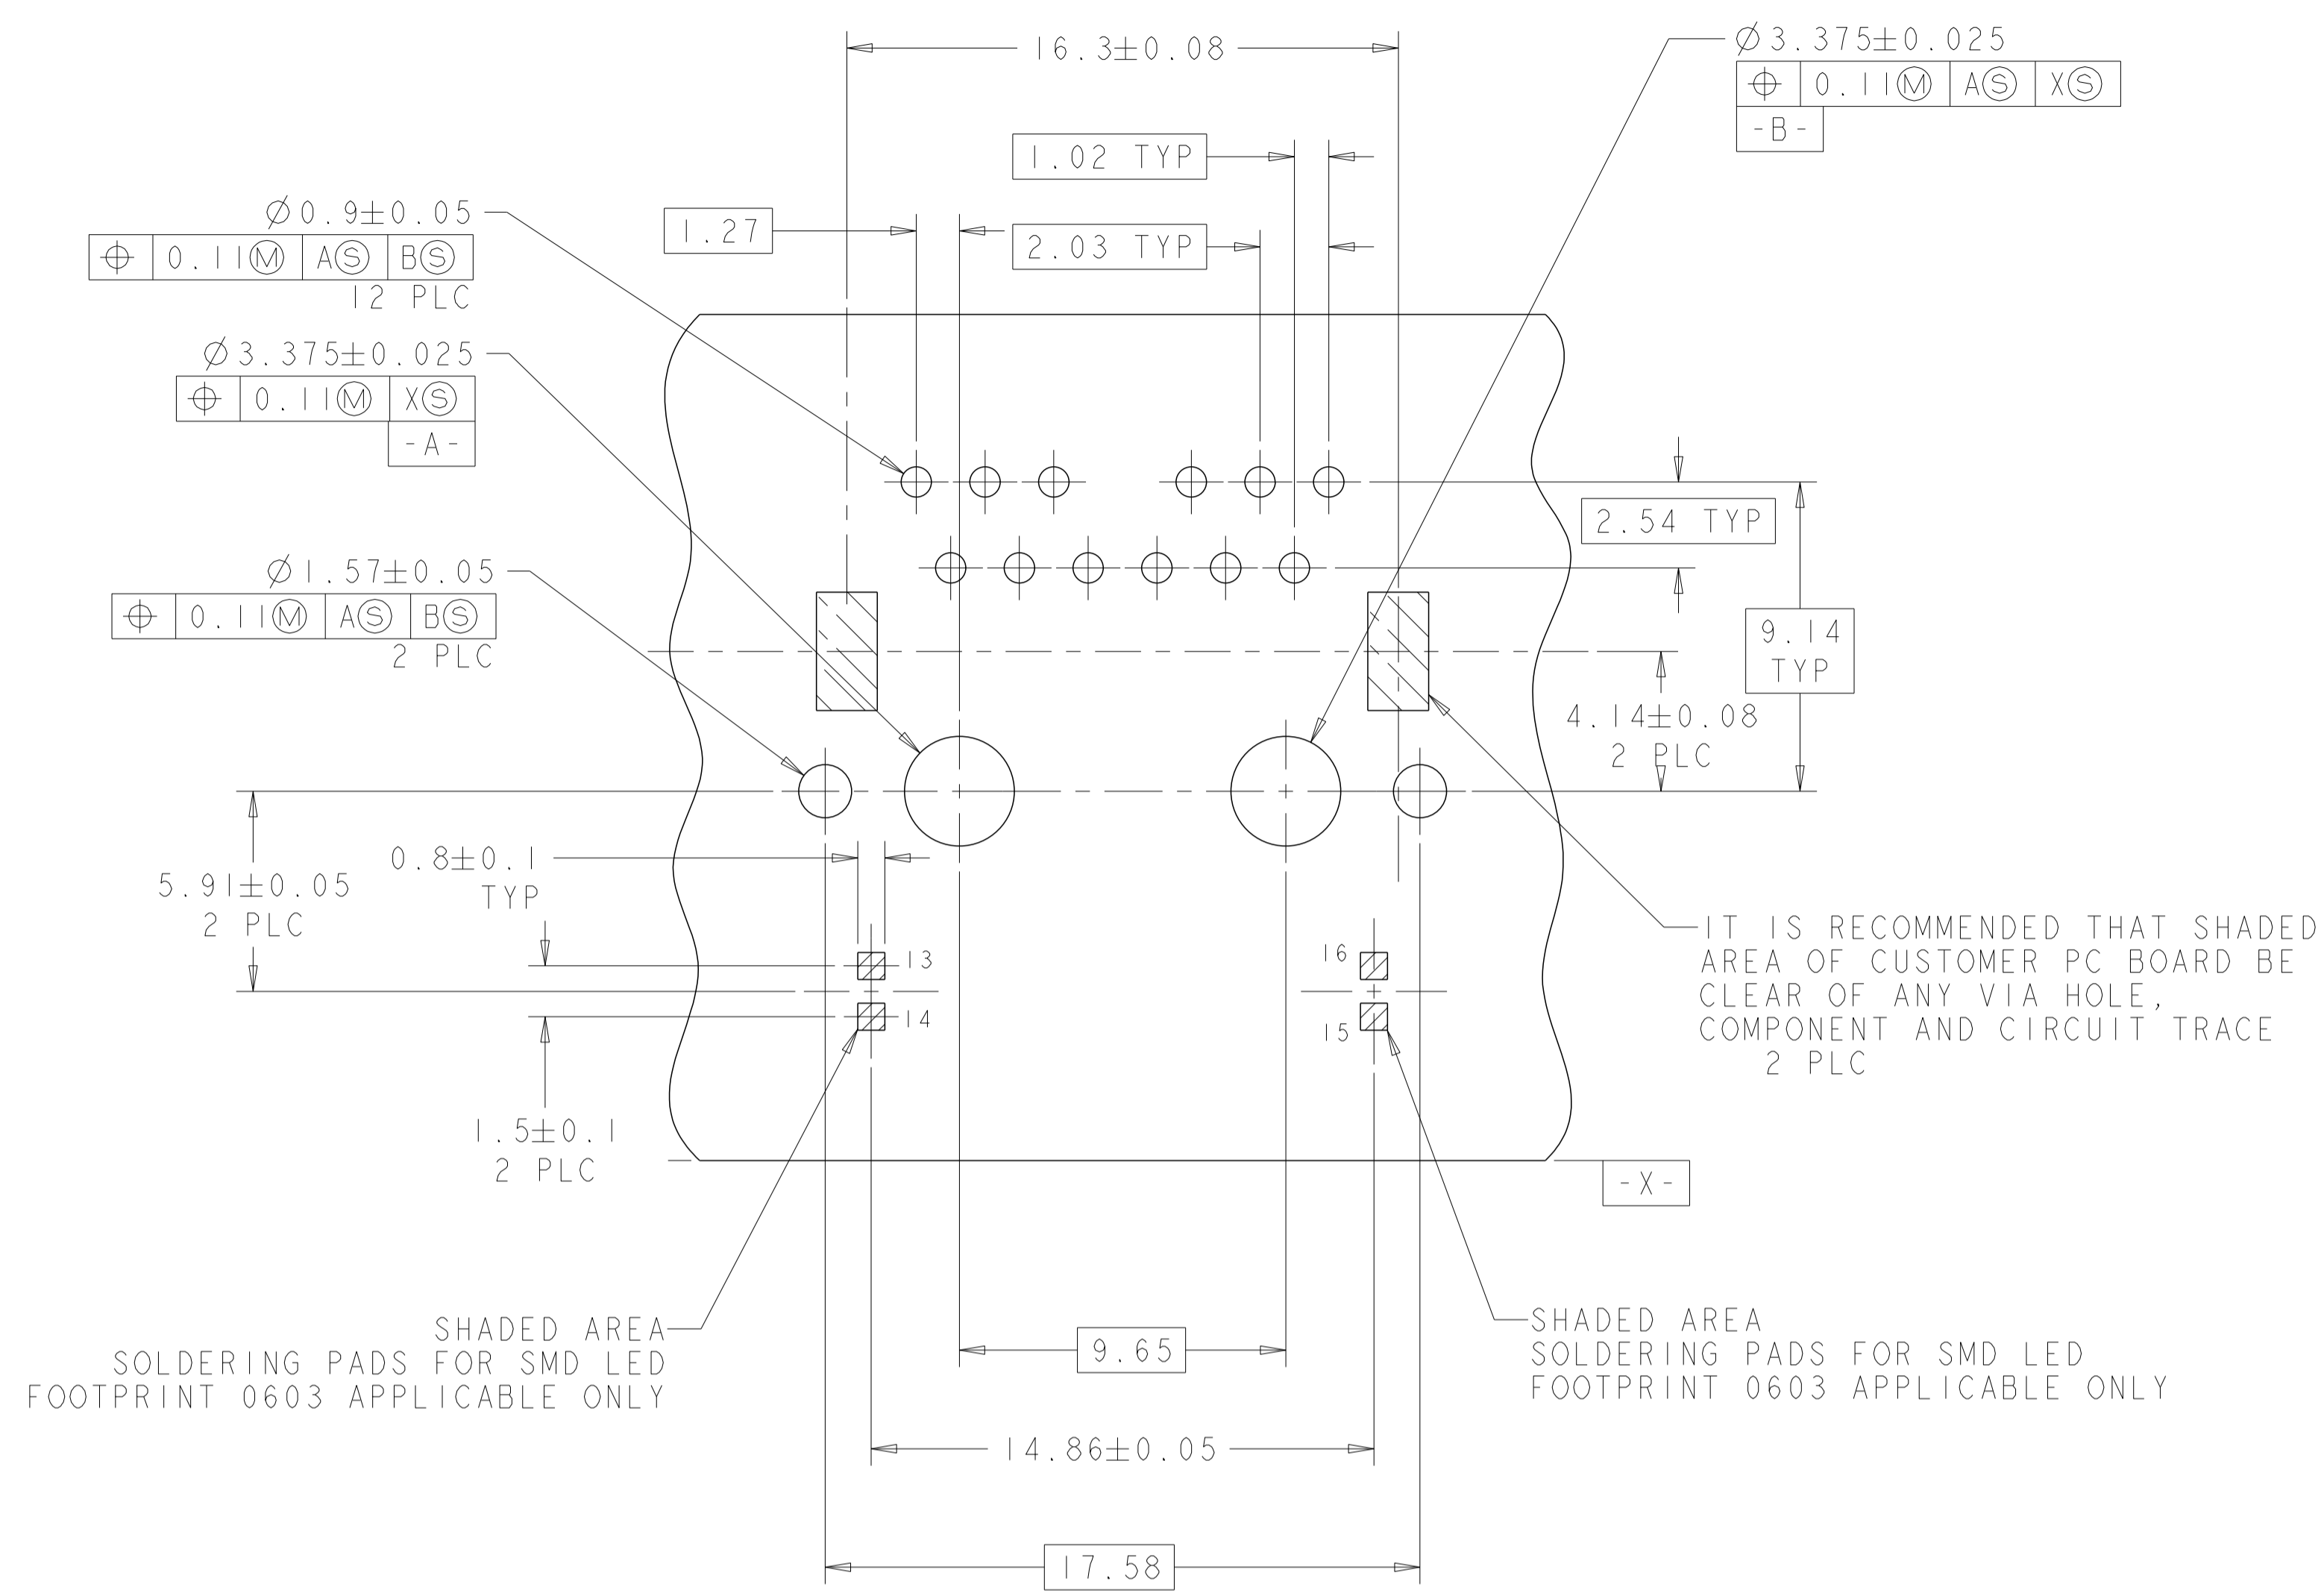 16.3±0.08
Ø3.375±0.025
⌖ 0.11Ⓜ AⓈ XⓈ
-B-
1.02 TYP
Ø0.9±0.05
⌖ 0.11Ⓜ AⓈ BⓈ
12 PLC
1.27
2.03 TYP
Ø3.375±0.025
⌖ 0.11Ⓜ XⓈ
-A-
2.54 TYP
Ø1.57±0.05
⌖ 0.11Ⓜ AⓈ BⓈ
2 PLC
9.14
TYP
4.14±0.08
2 PLC
0.8±0.1
TYP
5.91±0.05
2 PLC
13
16
14
15
IT IS RECOMMENDED THAT SHADED
AREA OF CUSTOMER PC BOARD BE
CLEAR OF ANY VIA HOLE,
COMPONENT AND CIRCUIT TRACE
2 PLC
1.5±0.1
2 PLC
-X-
SHADED AREA
SOLDERING PADS FOR SMD LED
FOOTPRINT 0603 APPLICABLE ONLY
SHADED AREA
SOLDERING PADS FOR SMD LED
FOOTPRINT 0603 APPLICABLE ONLY
9.65
14.86±0.05
17.58